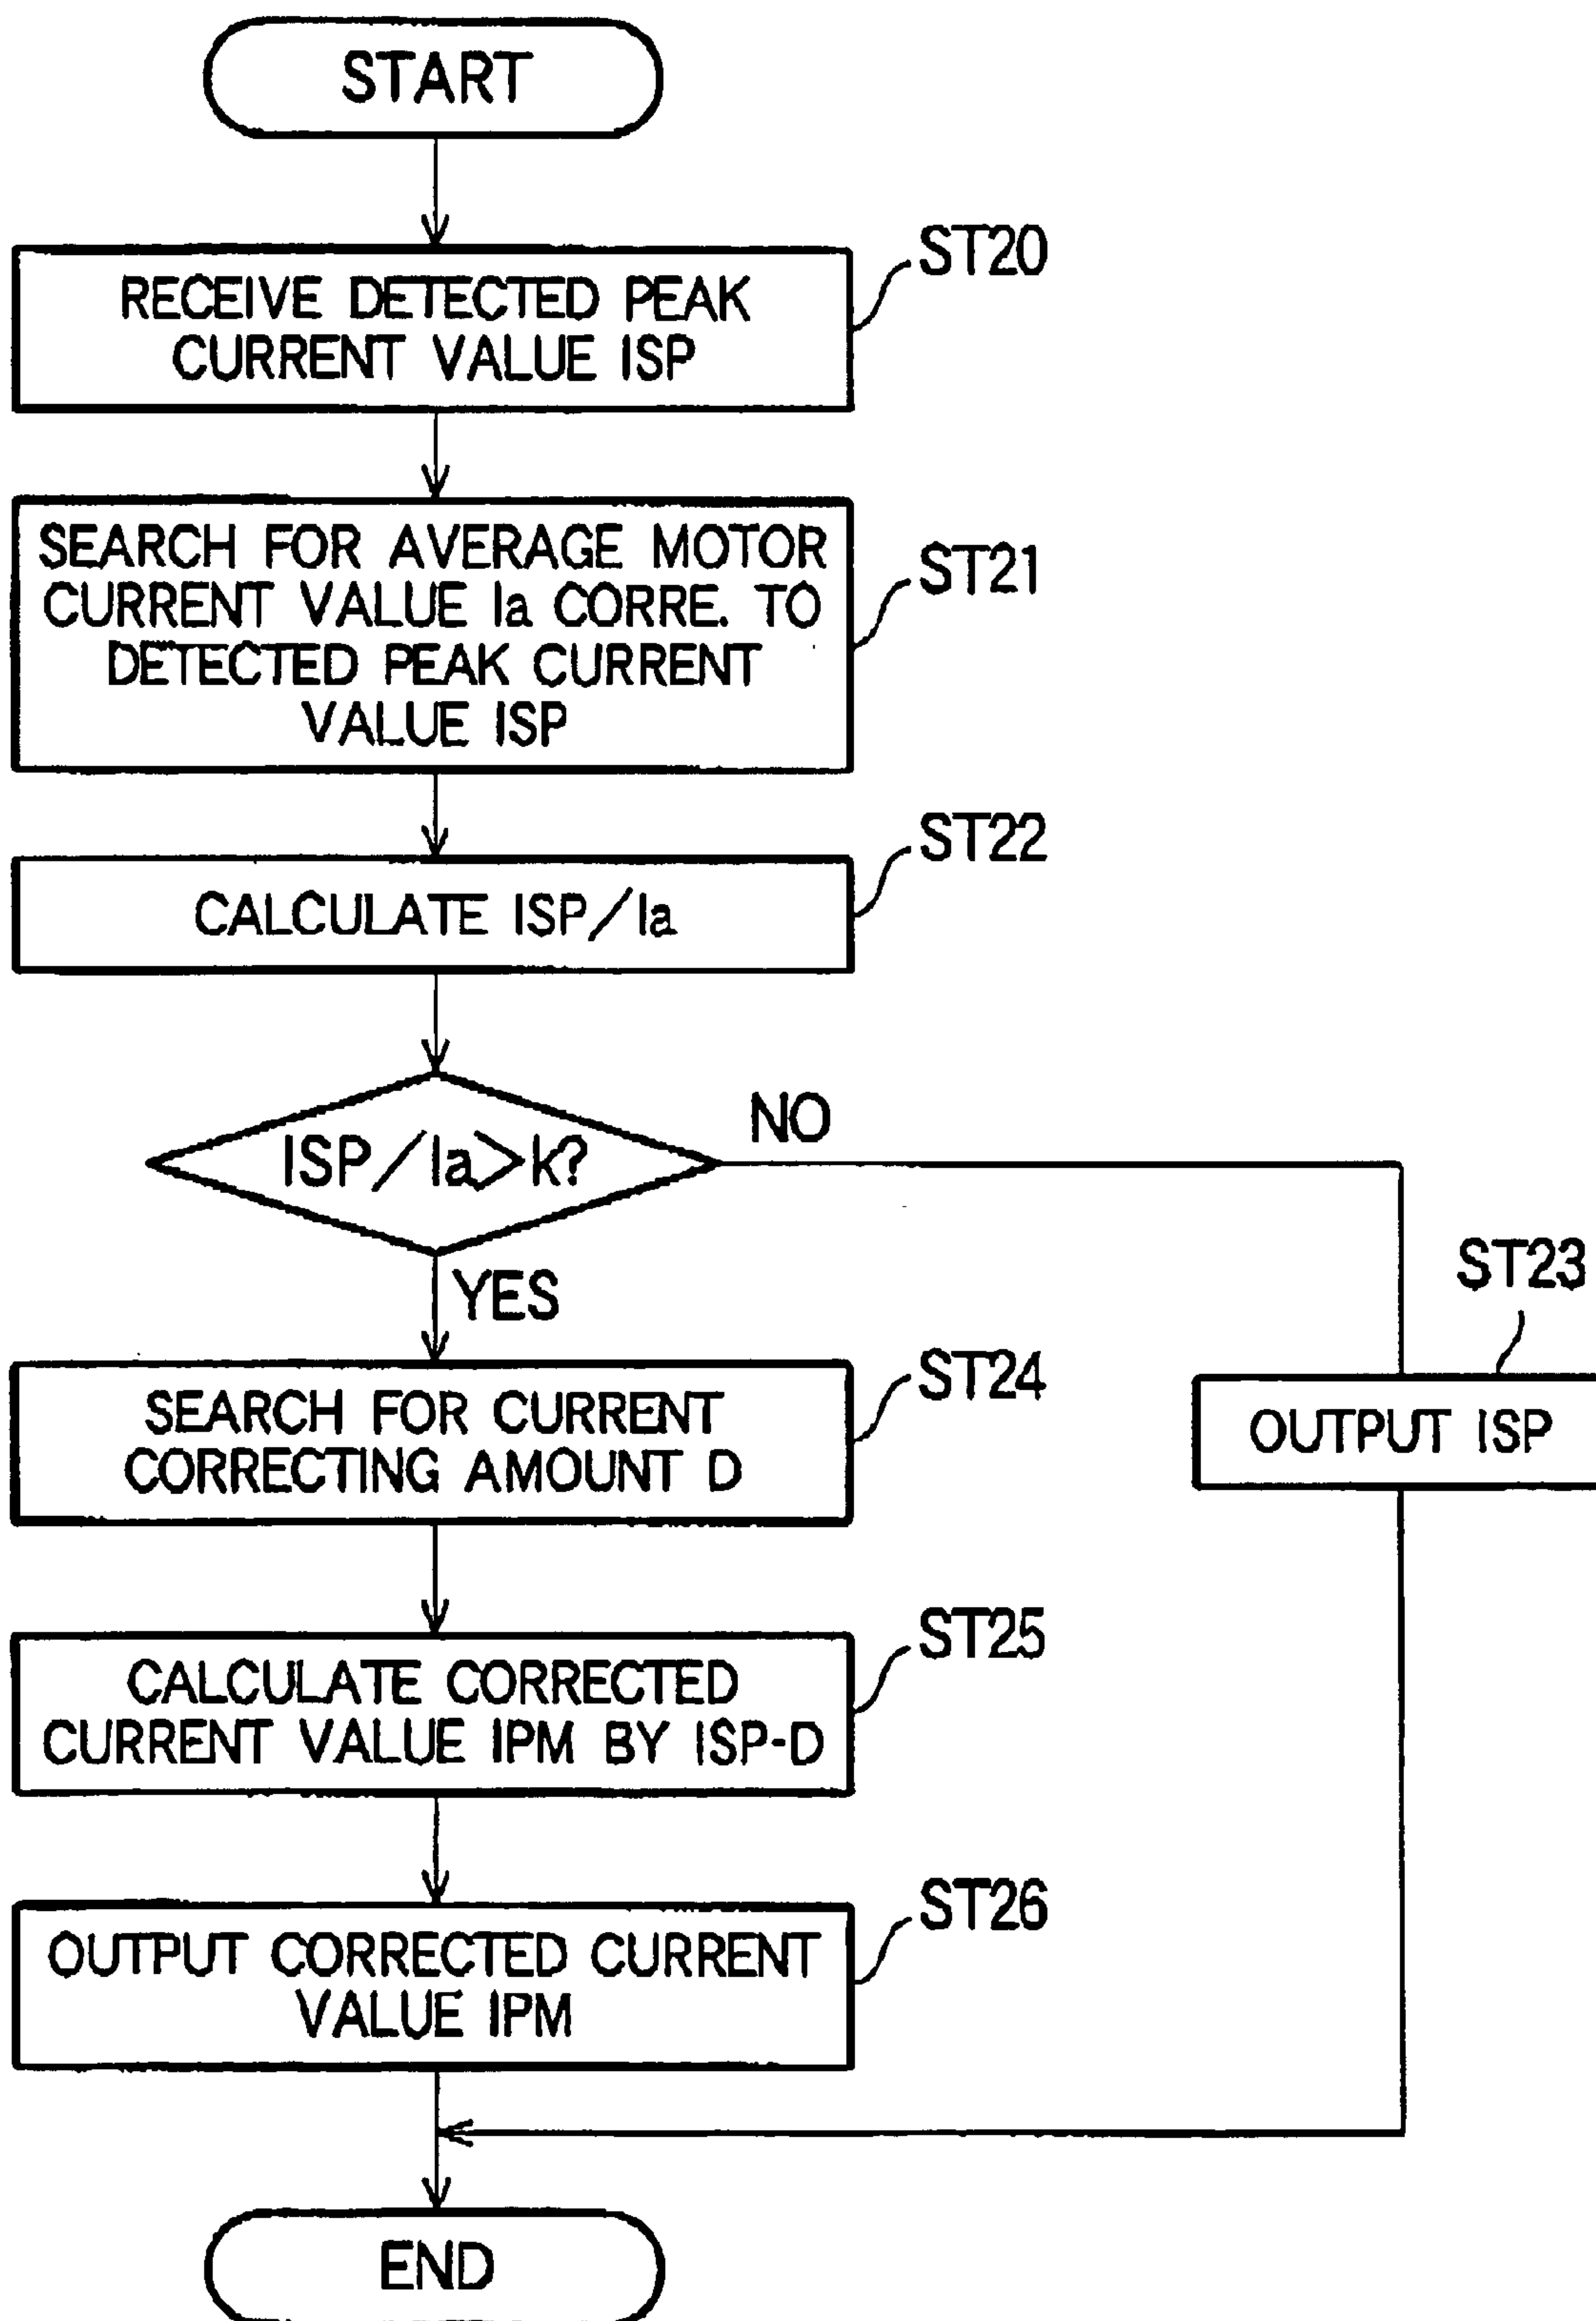 START
ST20
RECEIVE DETECTED PEAK
CURRENT VALUE ISP
ST21
SEARCH FOR AVERAGE MOTOR
CURRENT VALUE Ia CORRE. TO
DETECTED PEAK CURRENT
VALUE ISP
ST22
CALCULATE ISP/Ia
ISP/Ia>k?
NO
YES
ST23
OUTPUT ISP
ST24
SEARCH FOR CURRENT
CORRECTING AMOUNT D
ST25
CALCULATE CORRECTED
CURRENT VALUE IPM BY ISP-D
ST26
OUTPUT CORRECTED CURRENT
VALUE IPM
END